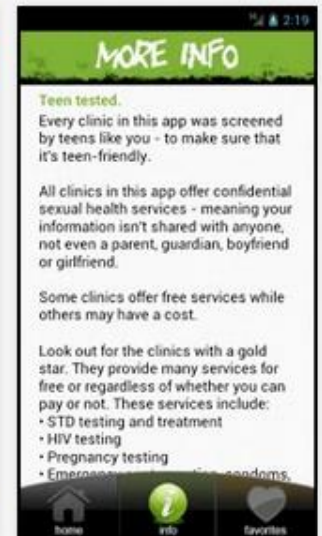 2:19
MORE INFO
Teen tested.
Every clinic in this app was screened
by teens like you - to make sure that
it's teen-friendly.
All clinics in this app offer confidential
sexual health services - meaning your
information isn't shared with anyone,
not even a parent, guardian, boyfriend
or girlfriend.
Some clinics offer free services while
others may have a cost.
Look out for the clinics with a gold
star. They provide many services for
free or regardless of whether you can
pay or not. These services include:
• STD testing and treatment
• HIV testing
• Pregnancy testing
• Emergency contraception, condoms,
home
info
favorites